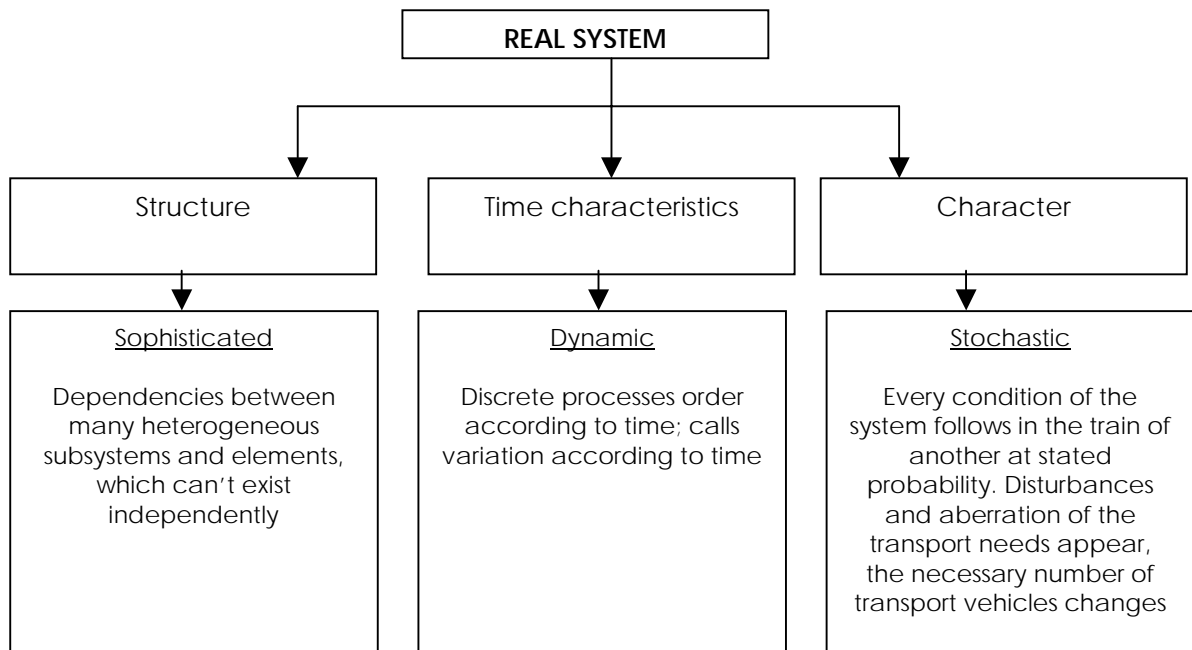 REAL SYSTEM
Structure
Time characteristics
Character
Sophisticated
Dependencies between
many heterogeneous
subsystems and elements,
which can't exist
independently
Dynamic
Discrete processes order
according to time; calls
variation according to time
Stochastic
Every condition of the
system follows in the train of
another at stated
probability. Disturbances
and aberration of the
transport needs appear,
the necessary number of
transport vehicles changes